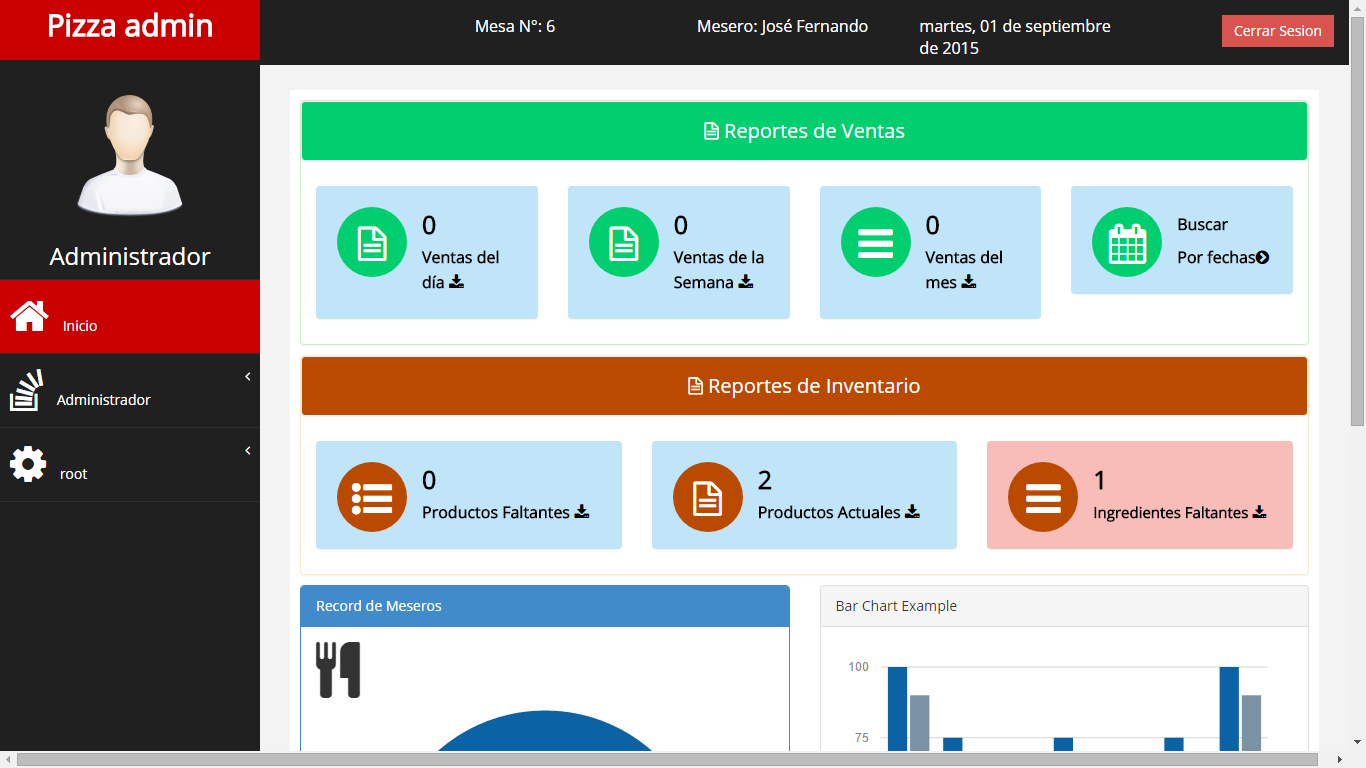 Pizza admin
Mesa N°: 6
Mesero: José Fernando
martes, 01 de septiembre
de 2015
Cerrar Sesion
Administrador
Inicio
Administrador
root
Reportes de Ventas
0
Ventas del
día
0
Ventas de la
Semana
0
Ventas del
mes
Buscar
Por fechas
Reportes de Inventario
0
Productos Faltantes
2
Productos Actuales
1
Ingredientes Faltantes
Record de Meseros
Bar Chart Example
100
75